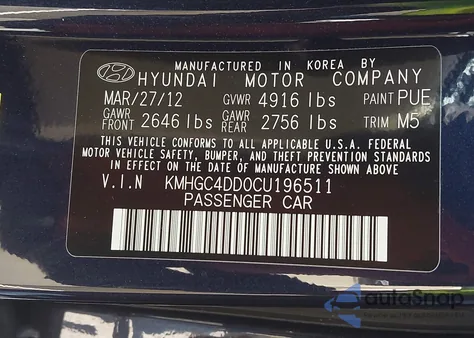 MANUFACTURED IN KOREA BY
HYUNDAI MOTOR COMPANY
MAR/27/12 GVWR 4916 lbs PAINT PUE
GAWR FRONT 2646 lbs GAWR REAR 2756 lbs TRIM M5
THIS VEHICLE CONFORMS TO ALL APPLICABLE U.S.A. FEDERAL
MOTOR VEHICLE SAFETY, BUMPER, AND THEFT PREVENTION STANDARDS
IN EFFECT ON THE DATE OF MANUFACTURE SHOWN ABOVE.
V.I.N KMHGC4DD0CU196511
PASSENGER CAR
autoSnap